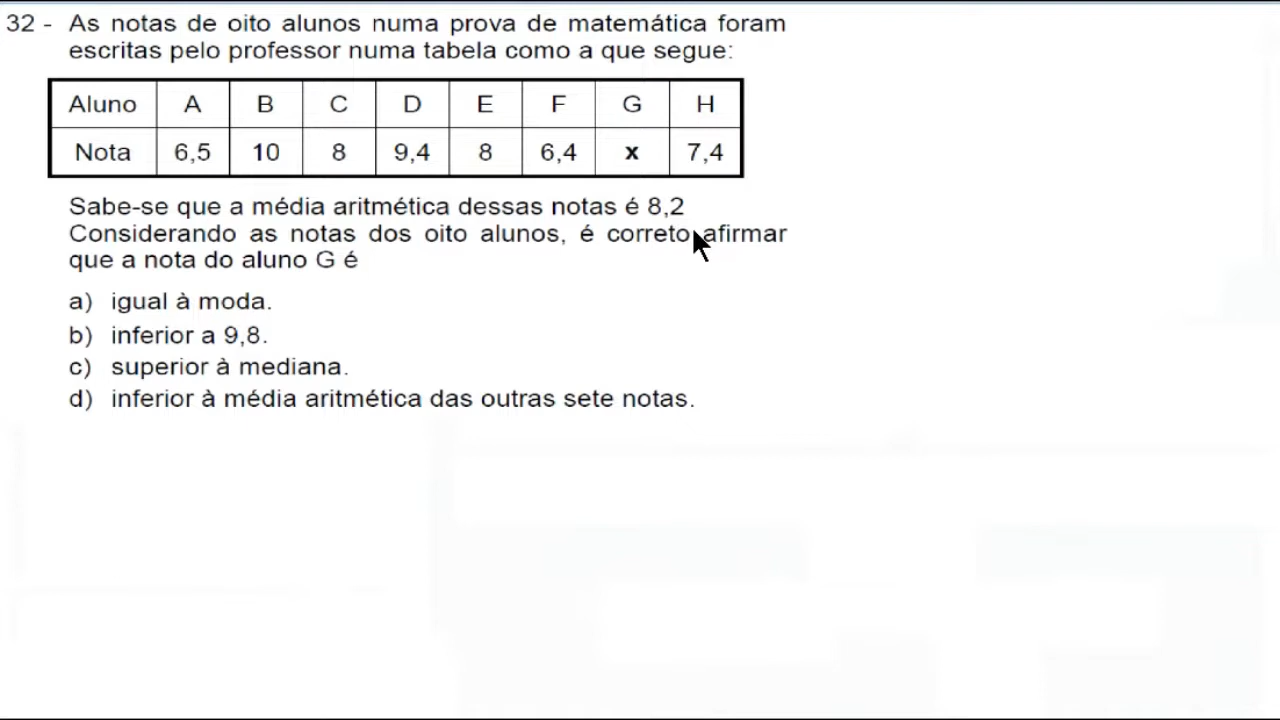 32 - As notas de oito alunos numa prova de matemática foram
escritas pelo professor numa tabela como a que segue:
Aluno A B C D E F G H
Nota 6,5 10 8 9,4 8 6,4 x 7,4
Sabe-se que a média aritmética dessas notas é 8,2
Considerando as notas dos oito alunos, é correto afirmar
que a nota do aluno G é
a) igual à moda.
b) inferior a 9,8.
c) superior à mediana.
d) inferior à média aritmética das outras sete notas.